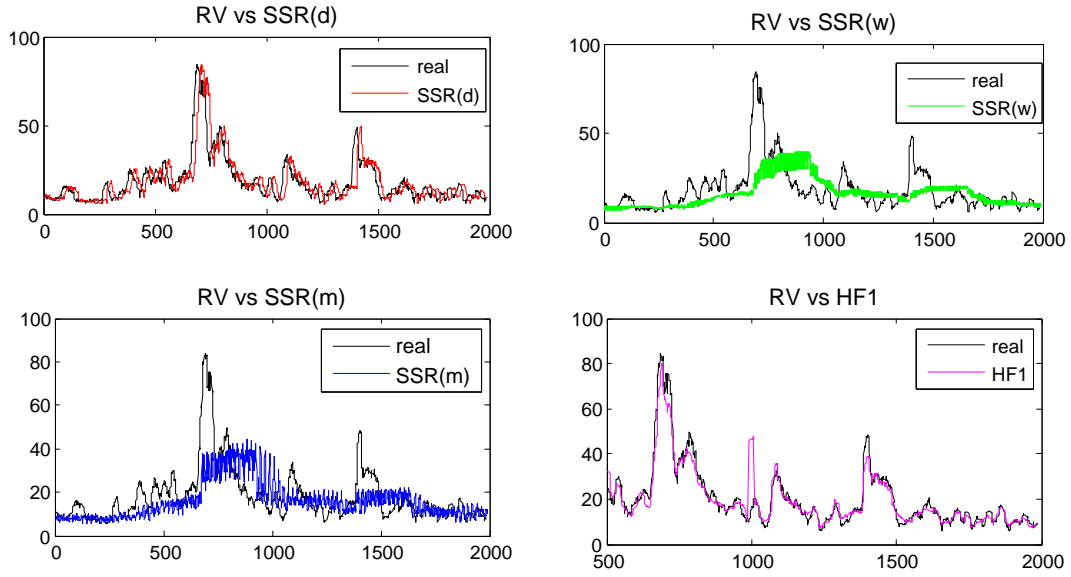 RV vs SSR(d)
100
50
0
0 500 1000 1500 2000
real
SSR(d)
RV vs SSR(w)
100
50
0
0 500 1000 1500 2000
real
SSR(w)
RV vs SSR(m)
100
80
60
40
20
0
0 500 1000 1500 2000
real
SSR(m)
RV vs HF1
100
80
60
40
20
0
500 1000 1500 2000
real
HF1